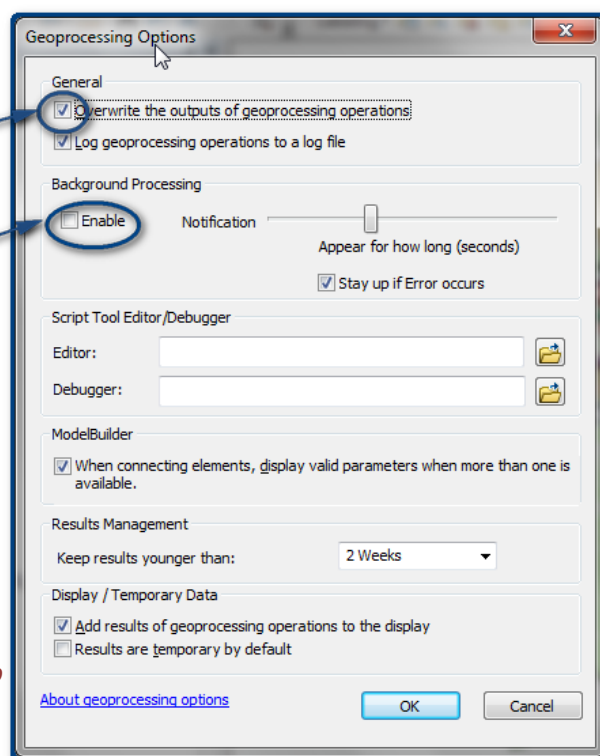 Geoprocessing Options
General
Overwrite the outputs of geoprocessing operations
Log geoprocessing operations to a log file
Background Processing
Enable
Notification
Appear for how long (seconds)
Stay up if Error occurs
Script Tool Editor/Debugger
Editor:
Debugger:
ModelBuilder
When connecting elements, display valid parameters when more than one is
available.
Results Management
Keep results younger than:
2 Weeks
Display / Temporary Data
Add results of geoprocessing operations to the display
Results are temporary by default
About geoprocessing options
OK
Cancel